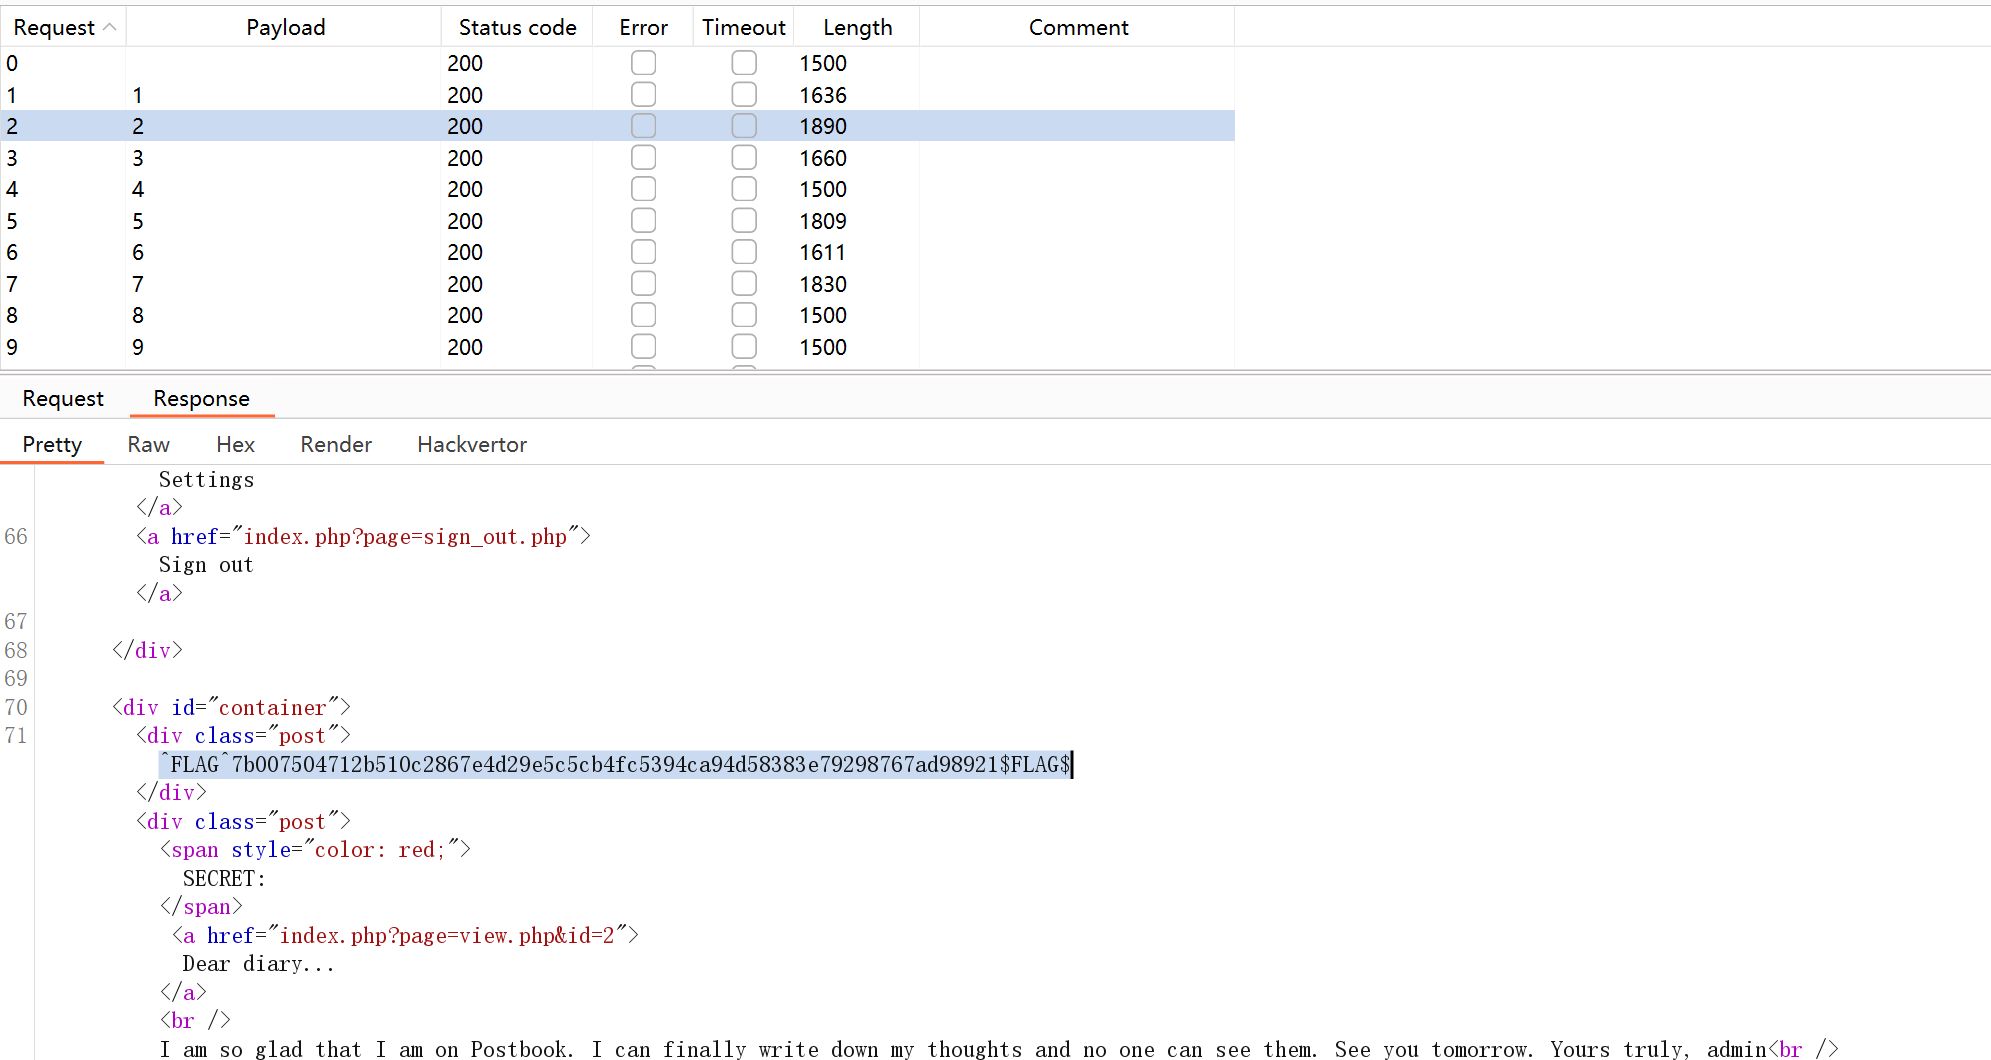 Request Payload Status code Error Timeout Length Comment
0 200 1500
1 1 200 1636
2 2 200 1890
3 3 200 1660
4 4 200 1500
5 5 200 1809
6 6 200 1611
7 7 200 1830
8 8 200 1500
9 9 200 1500
Request Response
Pretty Raw Hex Render Hackvertor
Settings
</a>
66 <a href="index.php?page=sign_out.php">
Sign out
</a>
67
68 </div>
69
70 <div id="container">
71 <div class="post">
^FLAG^7b007504712b510c2867e4d29e5c5cb4fc5394ca94d58383e79298767ad98921$FLAG$
</div>
<div class="post">
<span style="color: red;">
SECRET:
</span>
<a href="index.php?page=view.php&id=2">
Dear diary...
</a>
<br />
I am so glad that I am on Postbook. I can finally write down my thoughts and no one can see them. See you tomorrow. Yours truly, admin<br />